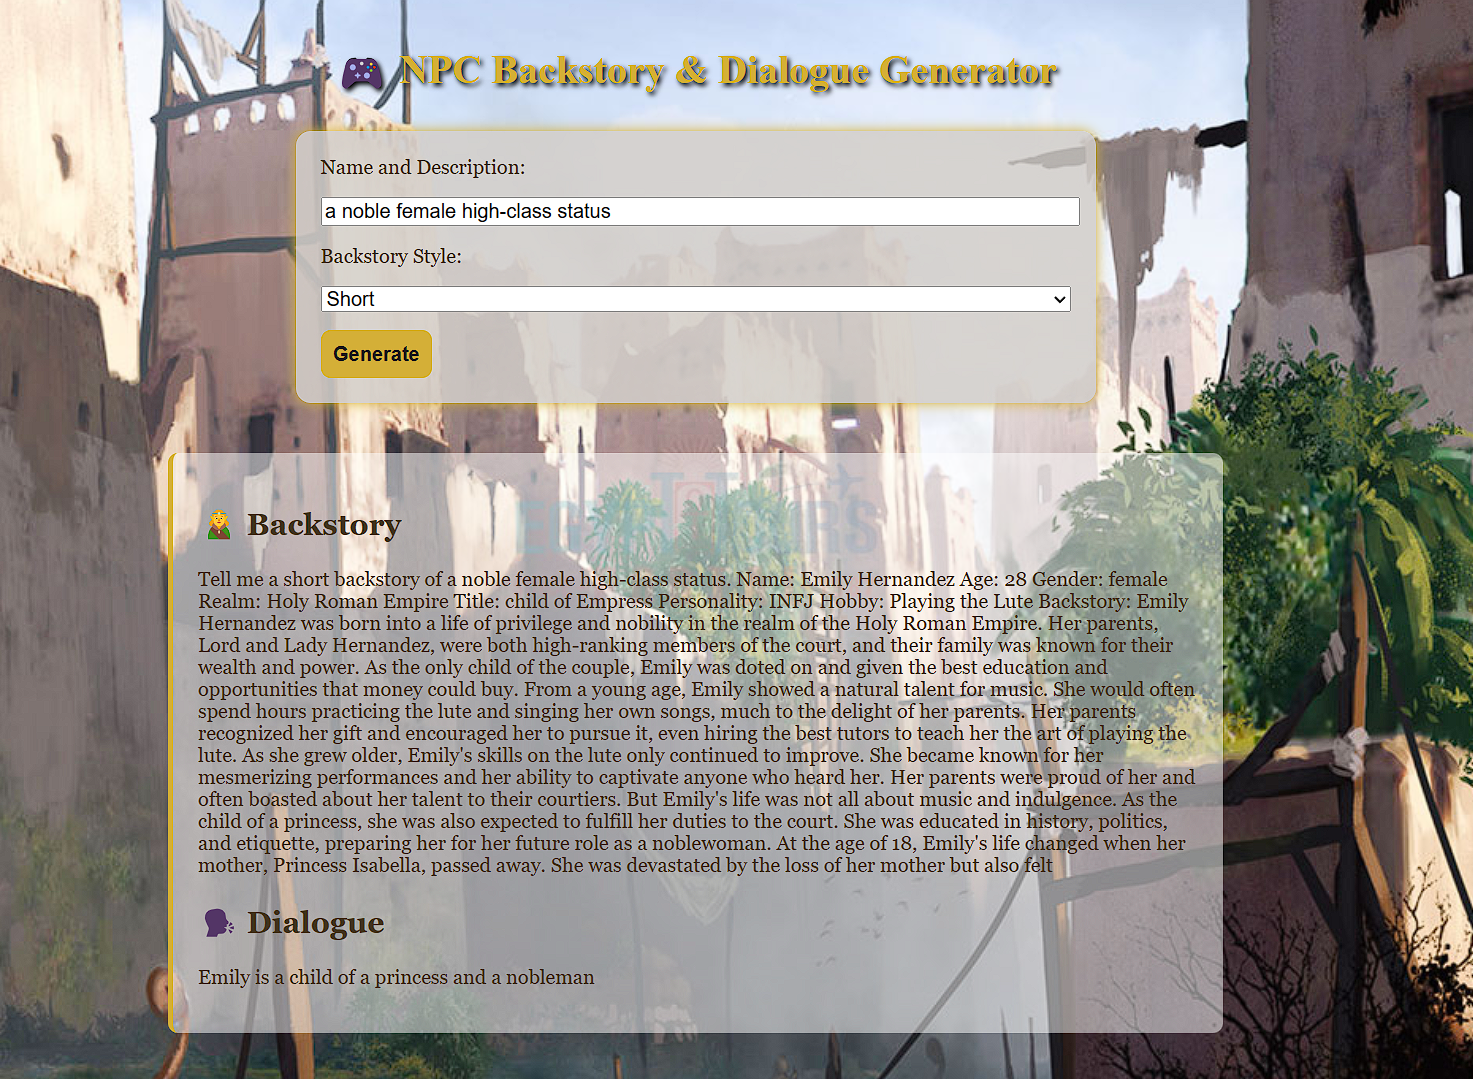 NPC Backstory & Dialogue Generator
Name and Description:
a noble female high-class status
Backstory Style:
Short
Generate
Backstory
Tell me a short backstory of a noble female high-class status. Name: Emily Hernandez Age: 28 Gender: female
Realm: Holy Roman Empire Title: child of Empress Personality: INFJ Hobby: Playing the Lute Backstory: Emily
Hernandez was born into a life of privilege and nobility in the realm of the Holy Roman Empire. Her parents,
Lord and Lady Hernandez, were both high-ranking members of the court, and their family was known for their
wealth and power. As the only child of the couple, Emily was doted on and given the best education and
opportunities that money could buy. From a young age, Emily showed a natural talent for music. She would often
spend hours practicing the lute and singing her own songs, much to the delight of her parents. Her parents
recognized her gift and encouraged her to pursue it, even hiring the best tutors to teach her the art of playing the
lute. As she grew older, Emily's skills on the lute only continued to improve. She became known for her
mesmerizing performances and her ability to captivate anyone who heard her. Her parents were proud of her and
often boasted about her talent to their courtiers. But Emily's life was not all about music and indulgence. As the
child of a princess, she was also expected to fulfill her duties to the court. She was educated in history, politics,
and etiquette, preparing her for her future role as a noblewoman. At the age of 18, Emily's life changed when her
mother, Princess Isabella, passed away. She was devastated by the loss of her mother but also felt
Dialogue
Emily is a child of a princess and a nobleman